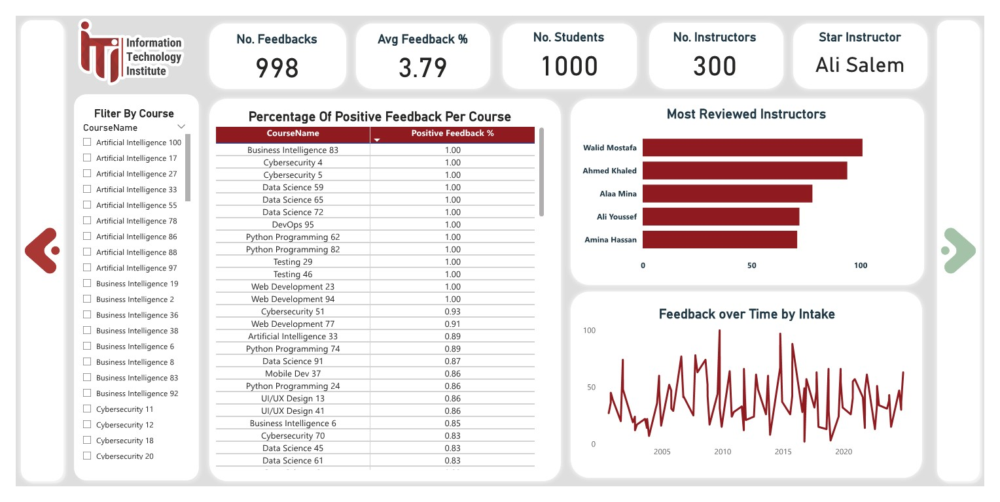 iTi
Information
Technology
Institute
No. Feedbacks
998
Avg Feedback %
3.79
No. Students
1000
No. Instructors
300
Star Instructor
Ali Salem
Fliter By Course
CourseName
Artificial Intelligence 100
Artificial Intelligence 17
Artificial Intelligence 27
Artificial Intelligence 33
Artificial Intelligence 55
Artificial Intelligence 78
Artificial Intelligence 86
Artificial Intelligence 88
Artificial Intelligence 97
Business Intelligence 19
Business Intelligence 2
Business Intelligence 36
Business Intelligence 38
Business Intelligence 6
Business Intelligence 8
Business Intelligence 83
Business Intelligence 92
Cybersecurity 11
Cybersecurity 12
Cybersecurity 18
Cybersecurity 20
Percentage Of Positive Feedback Per Course
CourseName Positive Feedback %
Business Intelligence 83 1.00
Cybersecurity 4 1.00
Cybersecurity 5 1.00
Data Science 59 1.00
Data Science 65 1.00
Data Science 72 1.00
DevOps 95 1.00
Python Programming 62 1.00
Python Programming 82 1.00
Testing 29 1.00
Testing 46 1.00
Web Development 23 1.00
Web Development 94 1.00
Cybersecurity 51 0.93
Web Development 77 0.91
Artificial Intelligence 33 0.89
Python Programming 74 0.89
Data Science 91 0.87
Mobile Dev 37 0.86
Python Programming 24 0.86
UI/UX Design 13 0.86
UI/UX Design 41 0.86
Business Intelligence 6 0.85
Cybersecurity 70 0.83
Data Science 45 0.83
Data Science 61 0.83
Most Reviewed Instructors
Walid Mostafa
Ahmed Khaled
Alaa Mina
Ali Youssef
Amina Hassan
0 50 100
Feedback over Time by Intake
100
50
0
2005 2010 2015 2020